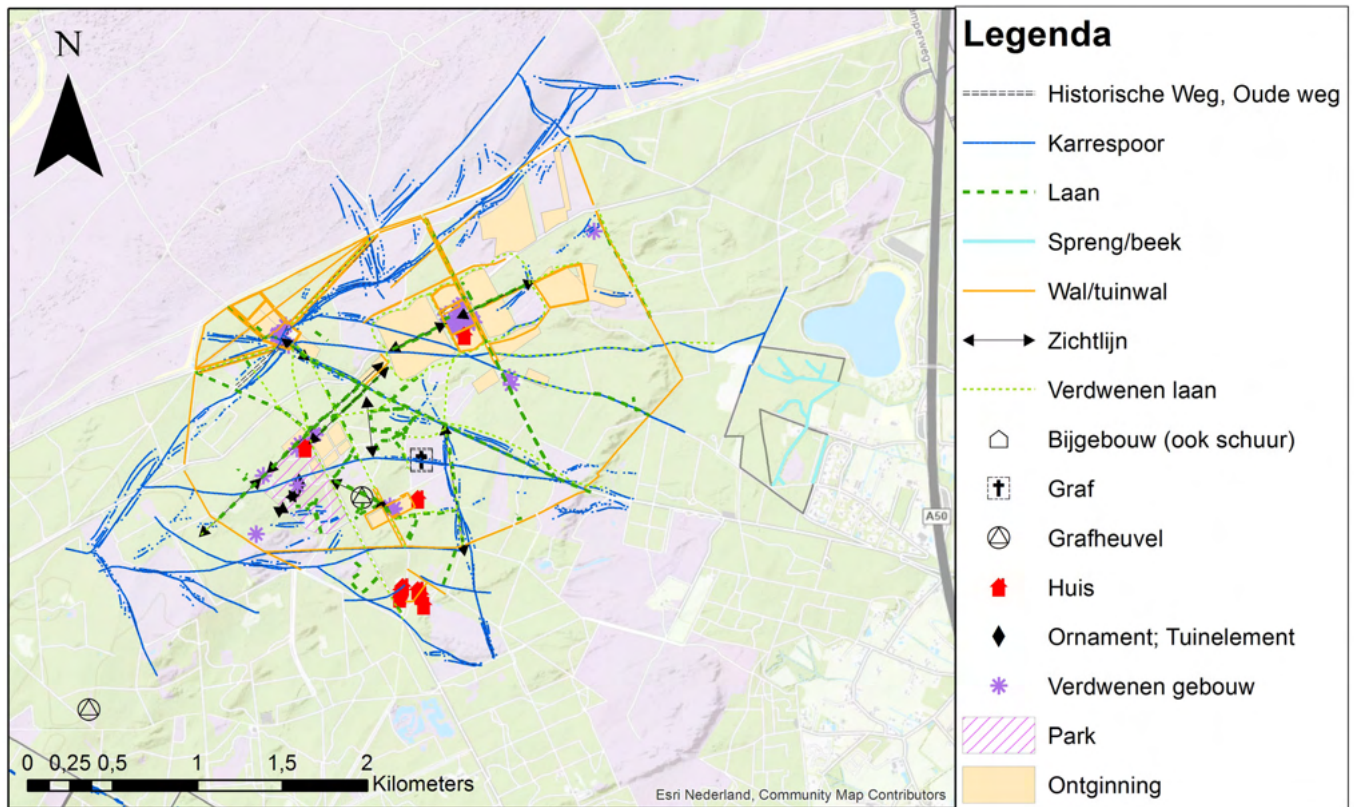 N
mperweg
A50
0 0,25 0,5 1 1,5 2
Kilometers
Esri Nederland, Community Map Contributors
Legenda
Historische Weg, Oude weg
Karrespoor
Laan
Spreng/beek
Wal/tuinwal
Zichtlijn
Verdwenen laan
Bijgebouw (ook schuur)
Graf
Grafheuvel
Huis
Ornament; Tuinelement
Verdwenen gebouw
Park
Ontginning